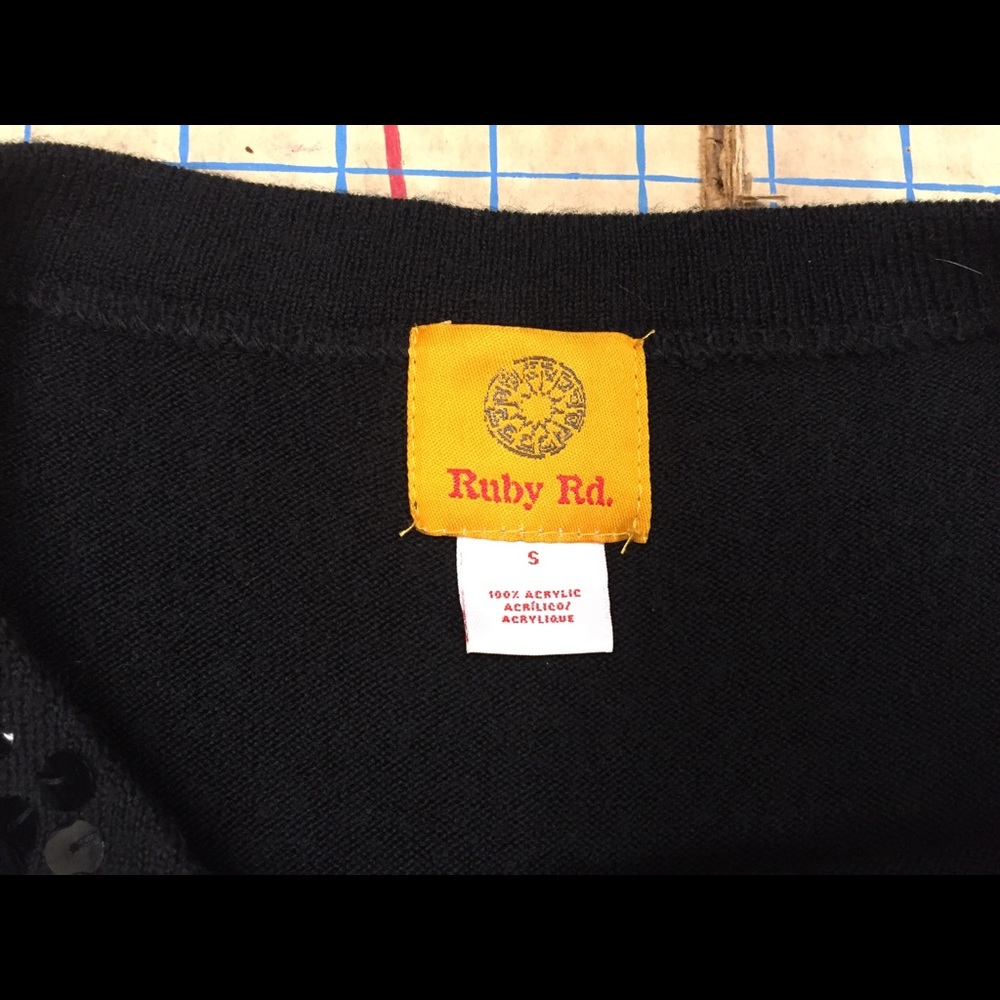 Ruby Rd.
S
100% ACRYLIC
ACRÍLICO/
ACRYLIQUE